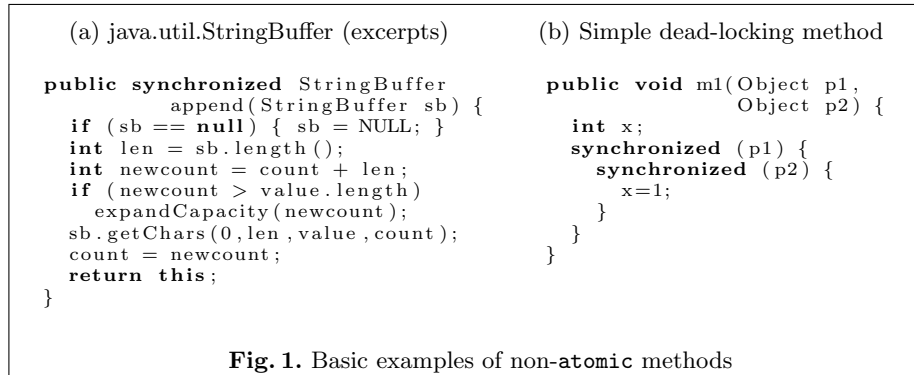 (a) java.util.StringBuffer (excerpts)
public synchronized StringBuffer
append(StringBuffer sb) {
if (sb == null) { sb = NULL; }
int len = sb.length();
int newcount = count + len;
if (newcount > value.length)
expandCapacity(newcount);
sb.getChars(0,len,value,count);
count = newcount;
return this;
}
(b) Simple dead-locking method
public void m1(Object p1,
Object p2) {
int x;
synchronized (p1) {
synchronized (p2) {
x=1;
}
}
}
Fig. 1. Basic examples of non-atomic methods